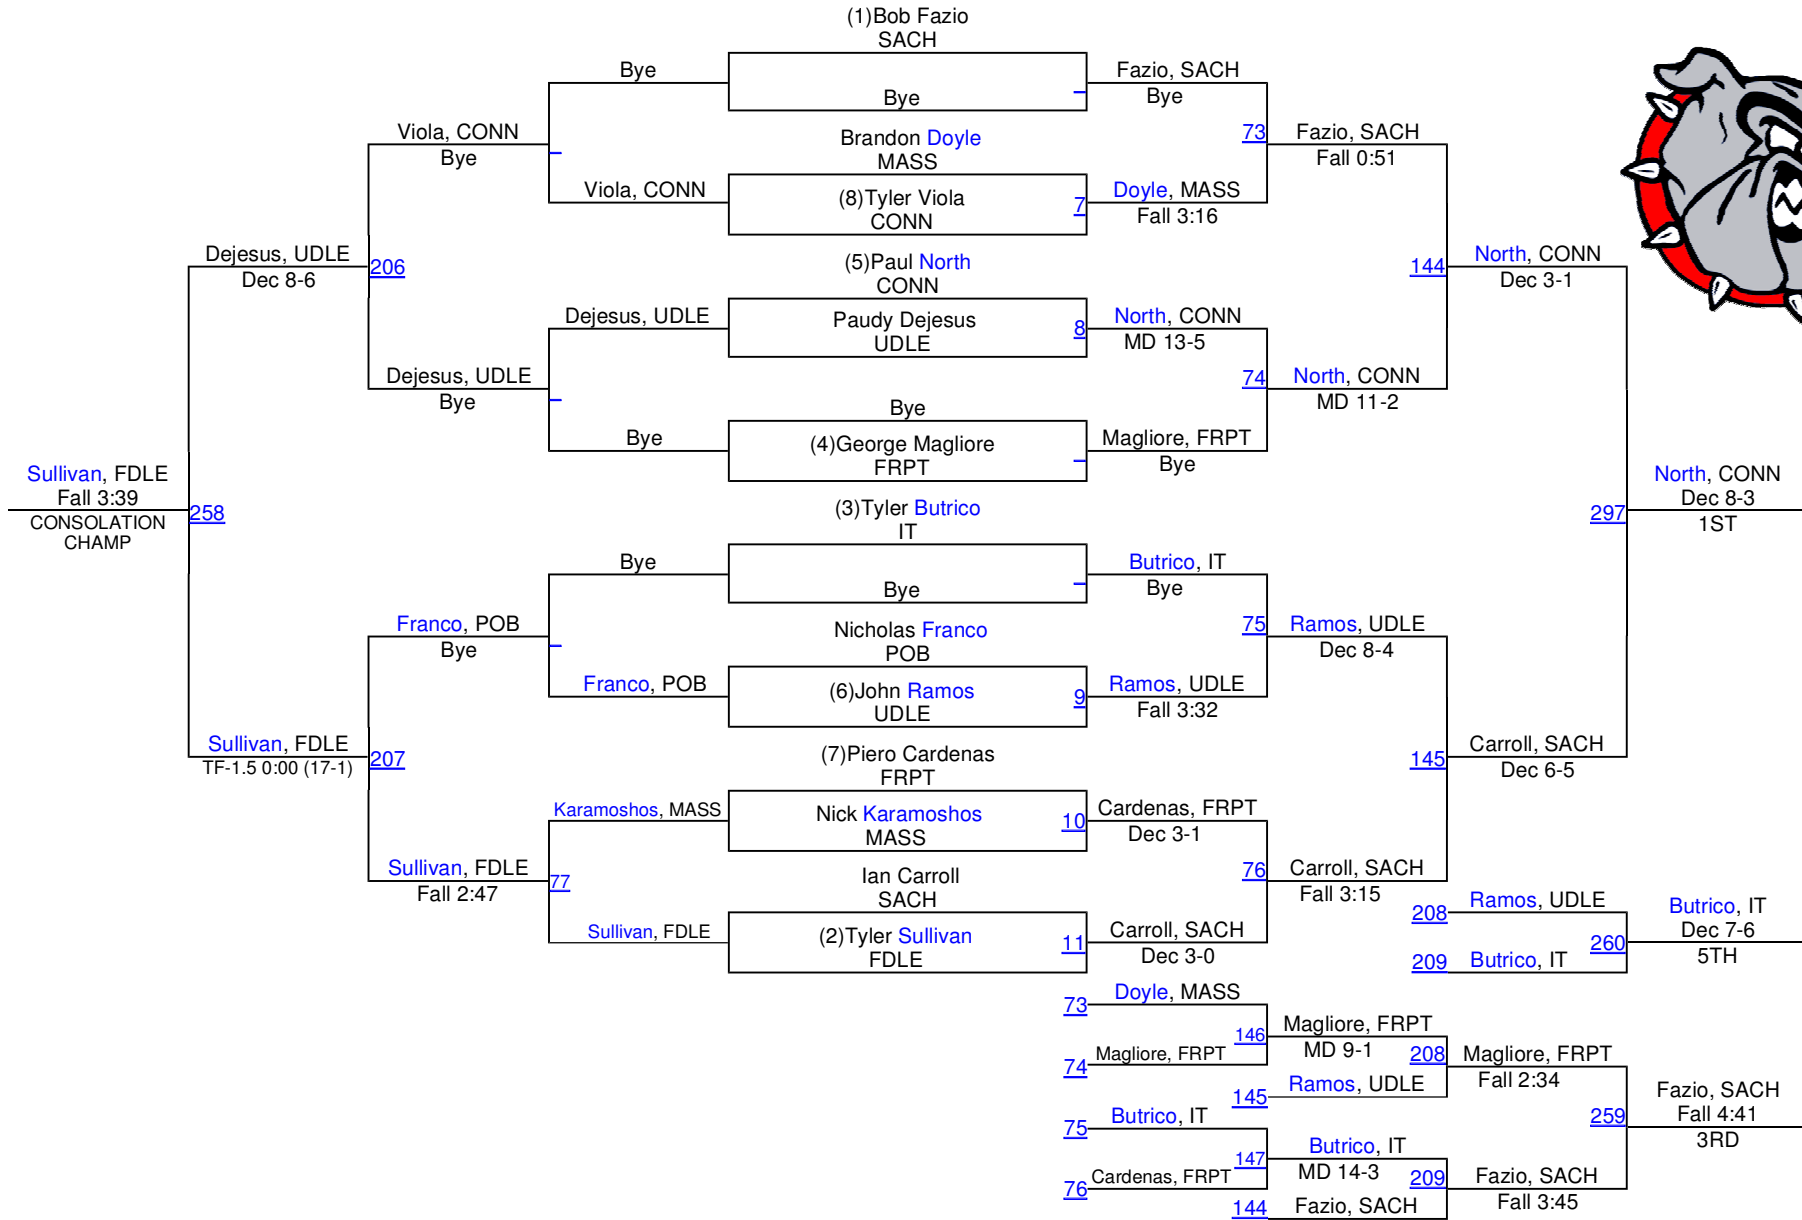 (1)Bob Fazio
SACH
Bye
Bye
Fazio, SACH
Bye
Viola, CONN
Bye
Brandon Doyle
MASS
73
Fazio, SACH
Fall 0:51
Viola, CONN
(8)Tyler Viola
CONN
7
Doyle, MASS
Fall 3:16
Dejesus, UDLE
Dec 8-6
206
(5)Paul North
CONN
144
North, CONN
Dec 3-1
Dejesus, UDLE
Paudy Dejesus
UDLE
8
North, CONN
MD 13-5
Dejesus, UDLE
Bye
74
North, CONN
MD 11-2
Bye
Bye
(4)George Magliore
FRPT
Magliore, FRPT
Bye
Sullivan, FDLE
Fall 3:39
CONSOLATION
CHAMP
258
(3)Tyler Butrico
IT
297
North, CONN
Dec 8-3
1ST
Bye
Bye
Butrico, IT
Bye
Franco, POB
Bye
Nicholas Franco
POB
75
Ramos, UDLE
Dec 8-4
Franco, POB
(6)John Ramos
UDLE
9
Ramos, UDLE
Fall 3:32
Sullivan, FDLE
TF-1.5 0:00 (17-1)
207
(7)Piero Cardenas
FRPT
145
Carroll, SACH
Dec 6-5
Karamoshos, MASS
Nick Karamoshos
MASS
10
Cardenas, FRPT
Dec 3-1
Sullivan, FDLE
Fall 2:47
77
Ian Carroll
SACH
76
Carroll, SACH
Fall 3:15
Sullivan, FDLE
(2)Tyler Sullivan
FDLE
11
Carroll, SACH
Dec 3-0
208
Ramos, UDLE
209
Butrico, IT
260
Butrico, IT
Dec 7-6
5TH
73
Doyle, MASS
74
Magliore, FRPT
146
Magliore, FRPT
MD 9-1
145
Ramos, UDLE
208
Magliore, FRPT
Fall 2:34
75
Butrico, IT
76
Cardenas, FRPT
147
Butrico, IT
MD 14-3
144
Fazio, SACH
209
Fazio, SACH
Fall 3:45
259
Fazio, SACH
Fall 4:41
3RD